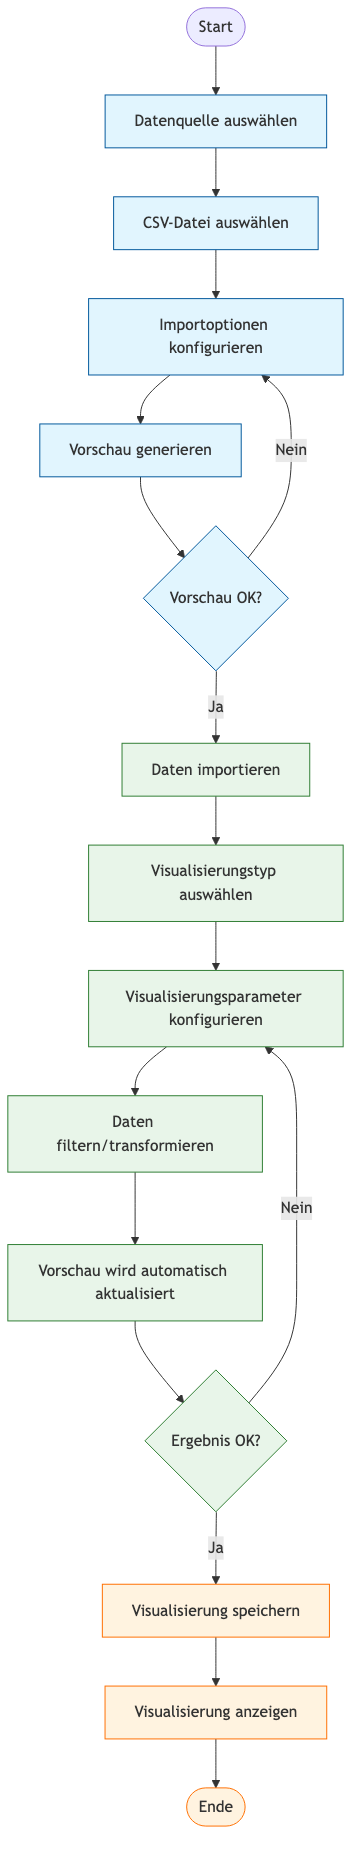 Start
Datenquelle auswählen
CSV-Datei auswählen
Importoptionen
konfigurieren
Vorschau generieren
Nein
Vorschau OK?
Ja
Daten importieren
Visualisierungstyp
auswählen
Visualisierungsparameter
konfigurieren
Daten
filtern/transformieren
Nein
Vorschau wird automatisch
aktualisiert
Ergebnis OK?
Ja
Visualisierung speichern
Visualisierung anzeigen
Ende